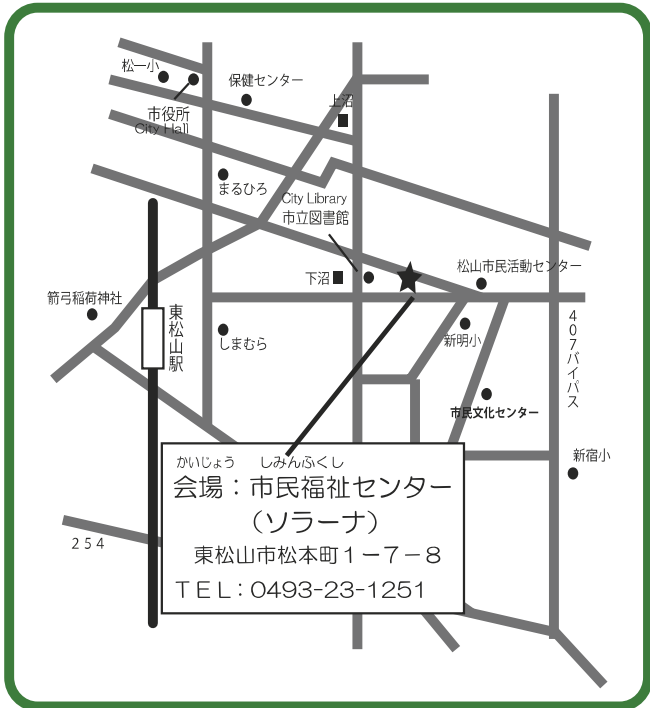 松一小
保健センター
上沼
市役所
City Hall
まるひろ
City Library
市立図書館
松山市民活動センター
下沼
箭弓稲荷神社
東松山駅
しまむら
新明小
407バイパス
市民文化センター
新宿小
かいじょう しみんふくし
会場：市民福祉センター
（ソラーナ）
東松山市松本町1－7－8
TEL：0493-23-1251
254